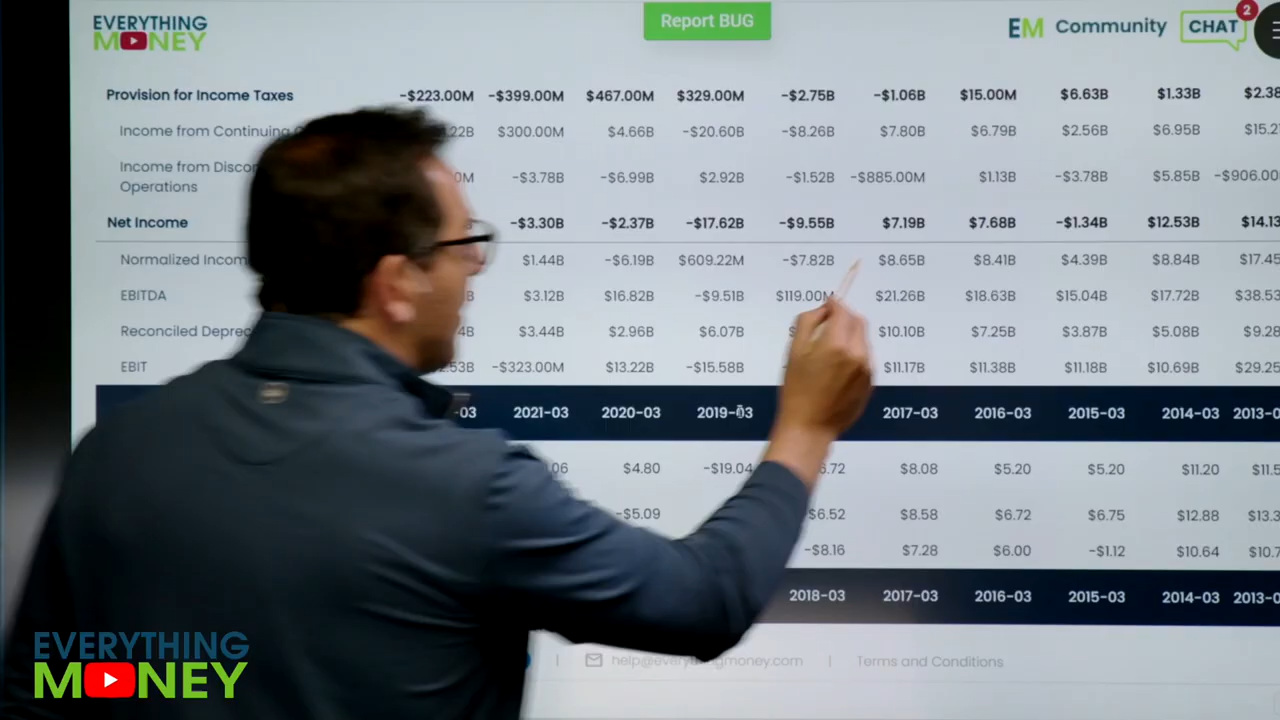 EVERYTHING
MONEY
Report BUG
EM Community
CHAT
2
Provision for Income Taxes -$223.00M -$399.00M $467.00M $329.00M -$2.75B -$1.06B $15.00M $6.63B $1.33B
Income from Continuing $300.00M $4.66B -$20.60B -$8.26B $7.80B $6.79B $2.56B $6.95B
Income from
Operations -$3.78B -$6.99B $2.92B -$1.52B -$885.00M $1.13B -$3.78B $5.85B
Net Income -$3.30B -$2.37B -$17.62B -$9.55B $7.19B $7.68B -$1.34B $12.53B
Normalized $1.44B -$6.19B $609.22M -$7.82B $8.65B $8.41B $4.39B $8.84B
EBITDA $3.12B $16.82B -$9.51B $119.00M $21.26B $18.63B $15.04B $17.72B
Reconciled $3.44B $2.96B $6.07B $10.10B $7.25B $3.87B $5.08B
EBIT -$323.00M $13.22B -$15.58B $11.17B $11.38B $11.18B $10.69B
2021-03 2020-03 2019-03 2017-03 2016-03 2015-03 2014-03
$4.80 -$19.04 $8.08 $5.20 $5.20 $11.20
-$5.09 $6.52 $8.58 $6.72 $6.75 $12.88
-$8.16 $7.28 $6.00 -$1.12 $10.64
2018-03 2017-03 2016-03 2015-03 2014-03
| help@everythingmoney.com | Terms and Conditions
EVERYTHING
MONEY